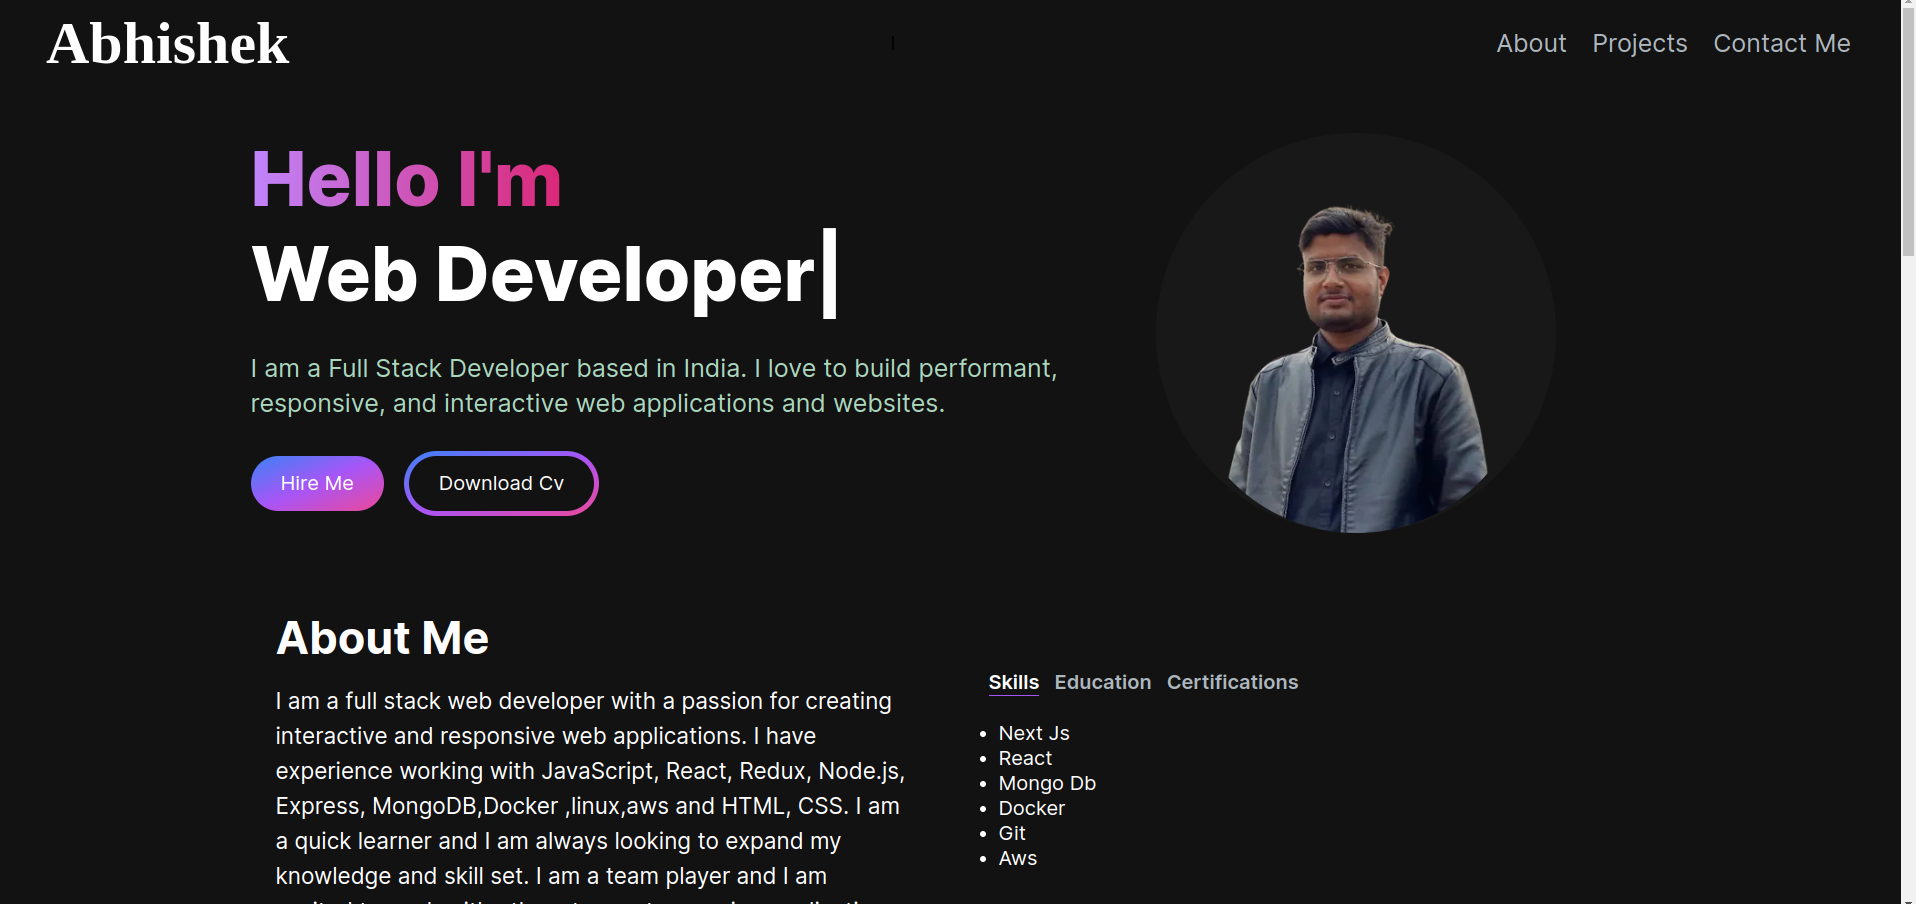 Abhishek
About Projects Contact Me
Hello I'm
Web Developer
I am a Full Stack Developer based in India. I love to build performant,
responsive, and interactive web applications and websites.
Hire Me Download Cv
About Me
I am a full stack web developer with a passion for creating
interactive and responsive web applications. I have
experience working with JavaScript, React, Redux, Node.js,
Express, MongoDB,Docker ,linux,aws and HTML, CSS. I am
a quick learner and I am always looking to expand my
knowledge and skill set. I am a team player and I am
Skills Education Certifications
Next Js
React
Mongo Db
Docker
Git
Aws